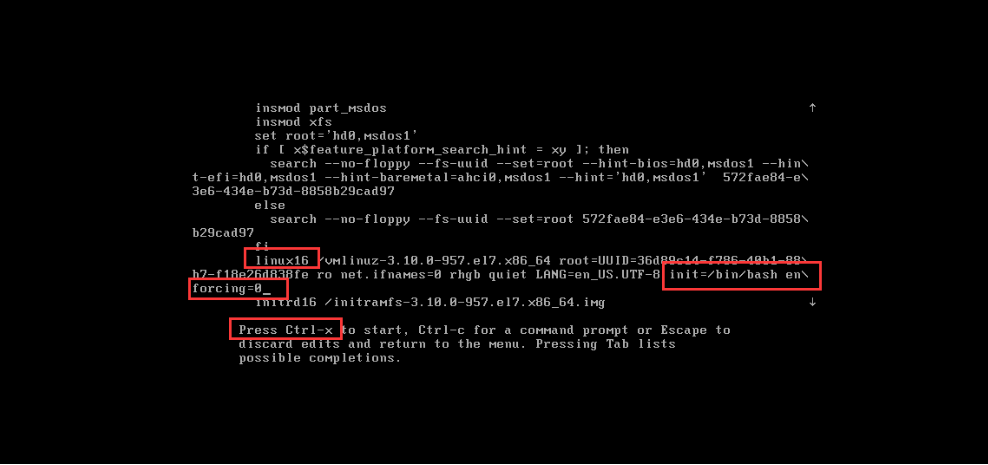 insmod part_msdos ↑
insmod xfs
set root='hd0,msdos1'
if [ x$feature_platform_search_hint = xy ]; then
search --no-floppy --fs-uuid --set=root --hint-bios=hd0,msdos1 --hin\
t-efi=hd0,msdos1 --hint-baremetal=ahci0,msdos1 --hint='hd0,msdos1'  572fae84-e\
3e6-434e-b73d-8858b29cad97
else
search --no-floppy --fs-uuid --set=root 572fae84-e3e6-434e-b73d-8858\
b29cad97
fi
linux16 /vmlinuz-3.10.0-957.el7.x86_64 root=UUID=36d89c14-f786-40b1-88\
b7-f18e26d838fe ro net.ifnames=0 rhgb quiet LANG=en_US.UTF-8 init=/bin/bash en\
forcing=0_
initrd16 /initramfs-3.10.0-957.el7.x86_64.img ↓
Press Ctrl-x to start, Ctrl-c for a command prompt or Escape to
discard edits and return to the menu. Pressing Tab lists
possible completions.